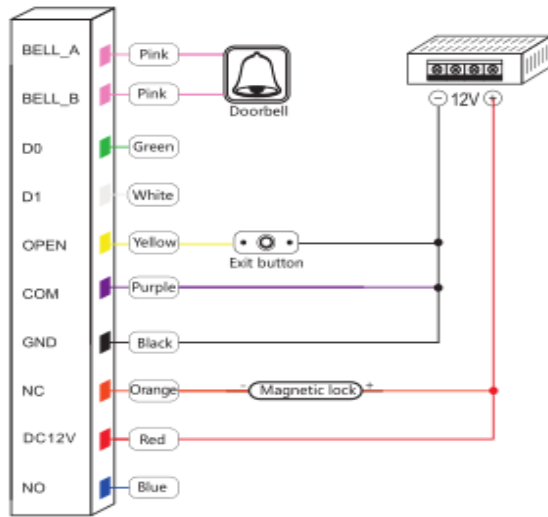 BELL_A Pink
BELL_B Pink
Doorbell
− 12V +
D0 Green
D1 White
OPEN Yellow
Exit button
COM Purple
GND Black
NC Orange - Magnetic lock +
DC12V Red
NO Blue